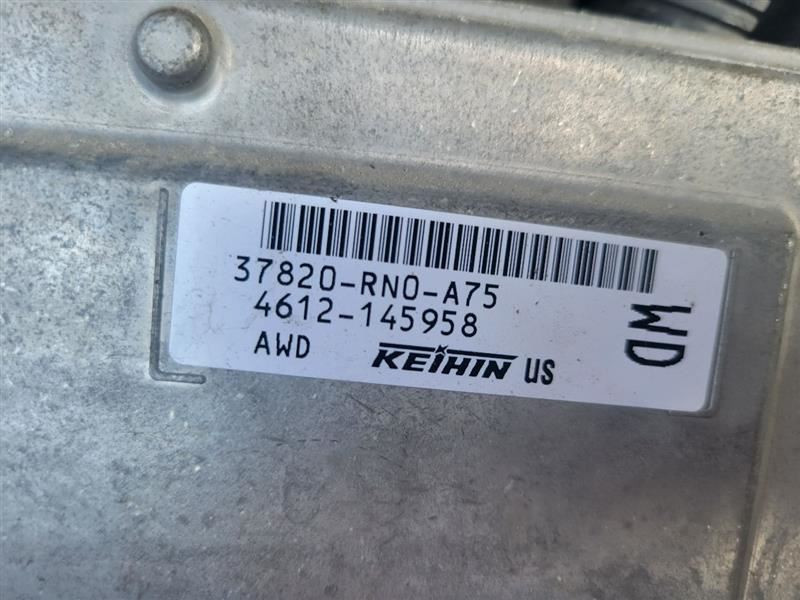 37820-RN0-A75
4612-145958
AWD KEIHIN US
WD